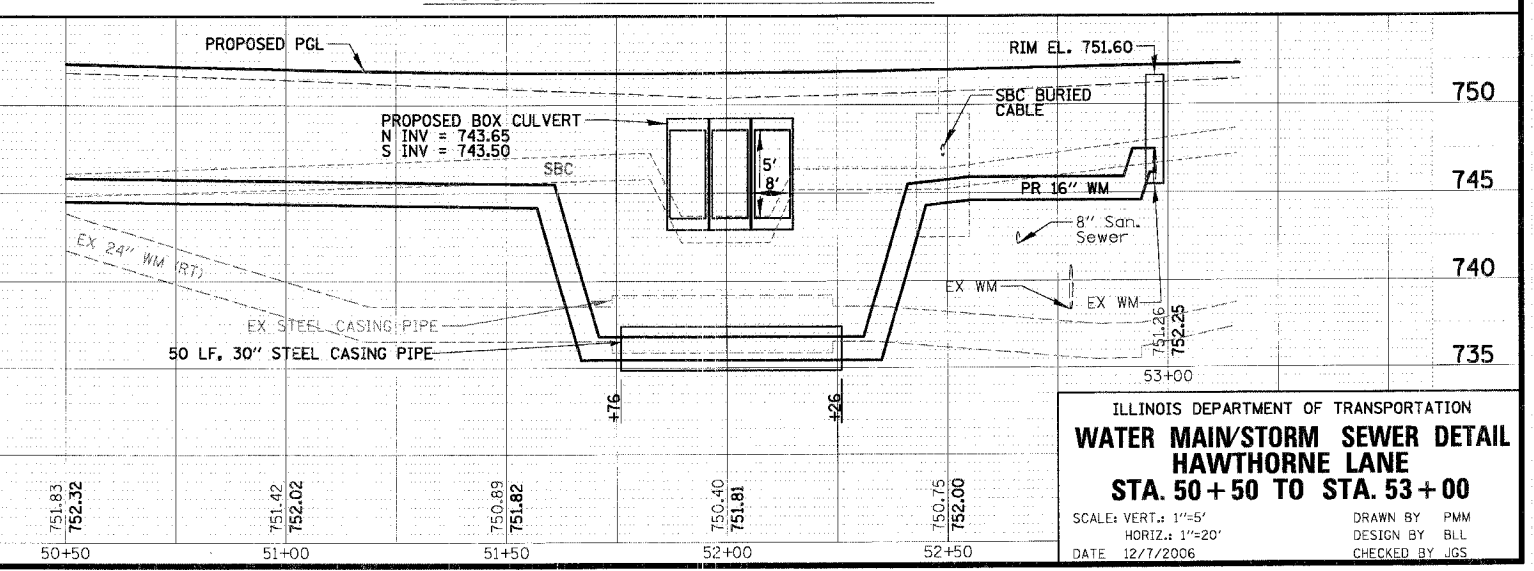 PROPOSED PGL
RIM EL. 751.60
750
SBC BURIED
CABLE
PROPOSED BOX CULVERT
N INV = 743.65
S INV = 743.50
SBC
5'
8'
745
PR 16" WM
8" San.
Sewer
EX 24" WM (RT)
740
EX WM
EX WM
EX STEEL CASING PIPE
50 LF, 30" STEEL CASING PIPE
751.26
752.25
735
53+00
+76
+26
ILLINOIS DEPARTMENT OF TRANSPORTATION
WATER MAIN/STORM SEWER DETAIL
HAWTHORNE LANE
STA. 50+50 TO STA. 53+00
SCALE: VERT.: 1"=5'
HORIZ.: 1"=20'
DATE 12/7/2006
DRAWN BY PMM
DESIGN BY BLL
CHECKED BY JGS
751.83
752.32
751.42
752.02
750.89
751.82
750.40
751.81
750.75
752.00
50+50
51+00
51+50
52+00
52+50